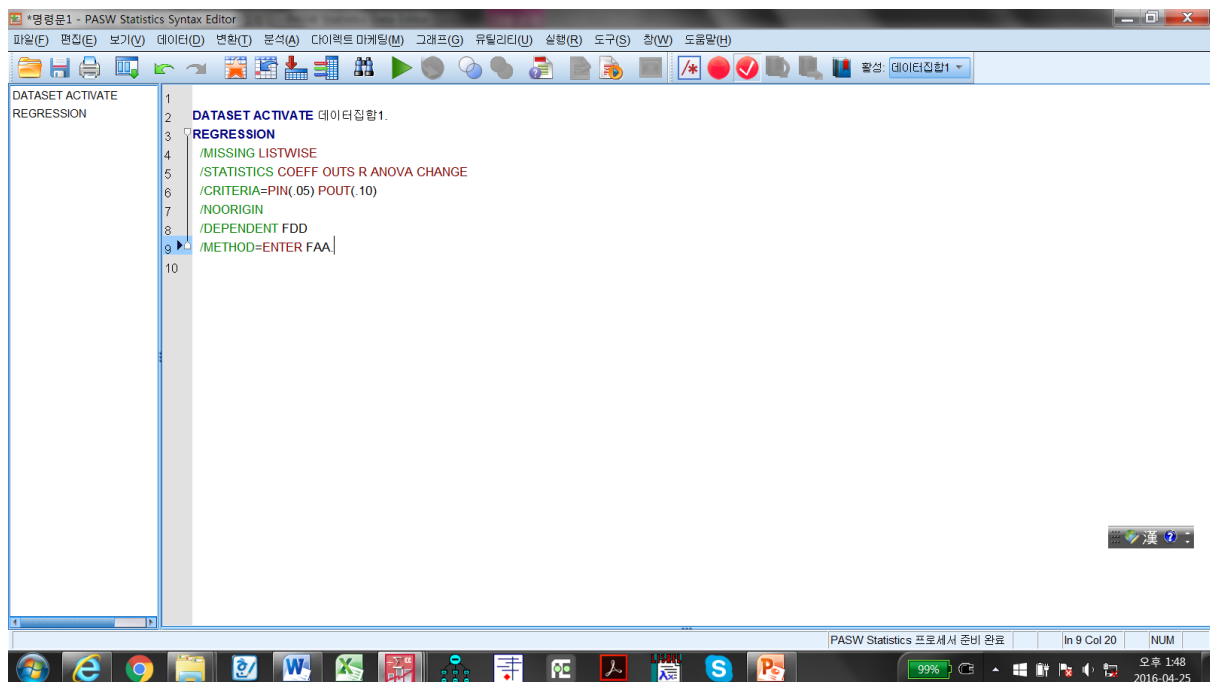 *명령문1 - PASW Statistics Syntax Editor
파일(F) 편집(E) 보기(V) 데이터(D) 변환(T) 분석(A) 다이렉트 마케팅(M) 그래프(G) 유틸리티(U) 실행(R) 도구(S) 창(W) 도움말(H)
활성: 데이터집합1
DATASET ACTIVATE
REGRESSION
1
2 DATASET ACTIVATE 데이터집합1.
3 REGRESSION
4 /MISSING LISTWISE
5 /STATISTICS COEFF OUTS R ANOVA CHANGE
6 /CRITERIA=PIN(.05) POUT(.10)
7 /NOORIGIN
8 /DEPENDENT FDD
9 /METHOD=ENTER FAA.
10
漢
PASW Statistics 프로세서 준비 완료 In 9 Col 20 NUM
99%
오후 1:48
2016-04-25